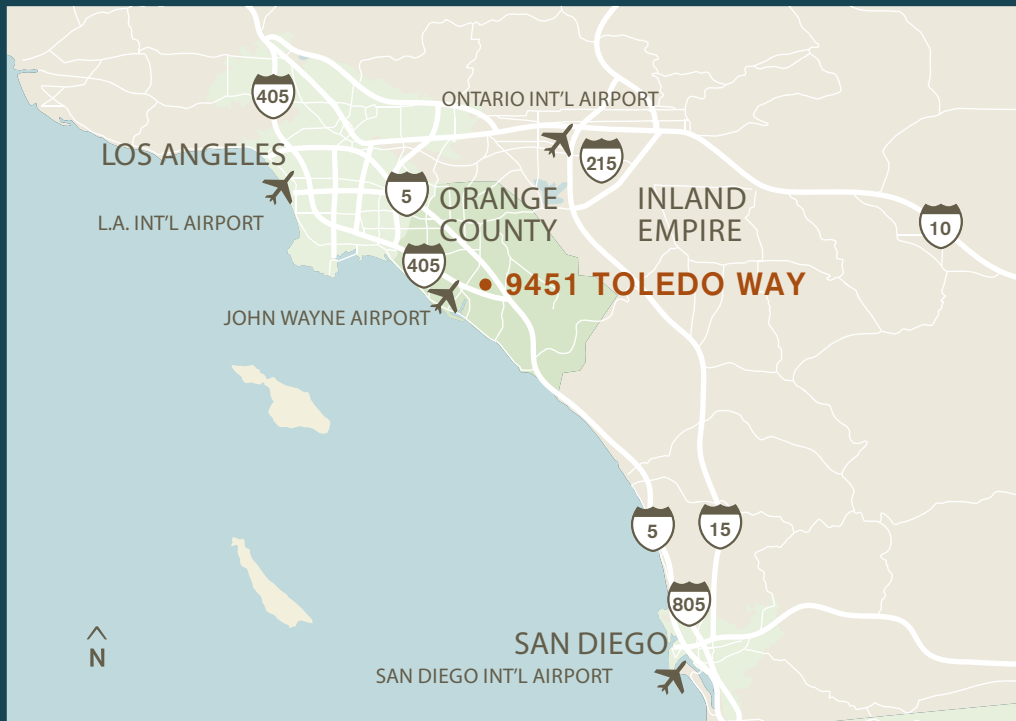 405
ONTARIO INT'L AIRPORT
LOS ANGELES
215
5
ORANGE
COUNTY
INLAND
EMPIRE
L.A. INT'L AIRPORT
10
405
9451 TOLEDO WAY
JOHN WAYNE AIRPORT
5
15
805
N
SAN DIEGO
SAN DIEGO INT'L AIRPORT